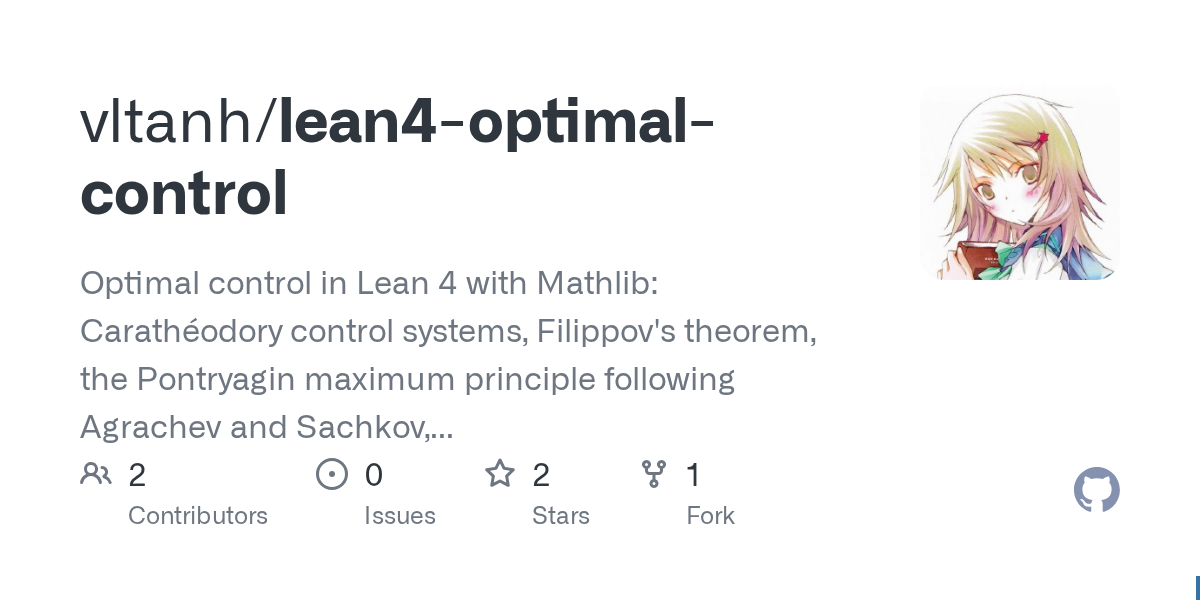 vltanh/lean4-optimal-
control
Optimal control in Lean 4 with Mathlib:
Carathéodory control systems, Filippov's theorem,
the Pontryagin maximum principle following
Agrachev and Sachkov,...
2
Contributors
0
Issues
2
Stars
1
Fork